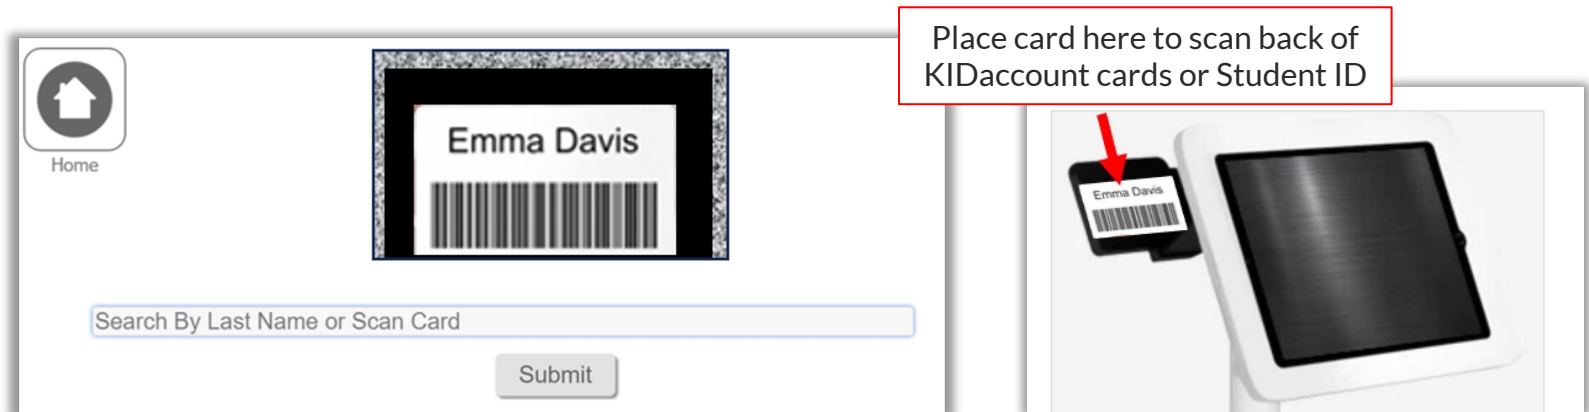 Place card here to scan back of
KIDaccount cards or Student ID
Home
Emma Davis
Search By Last Name or Scan Card
Submit
Emma Davis